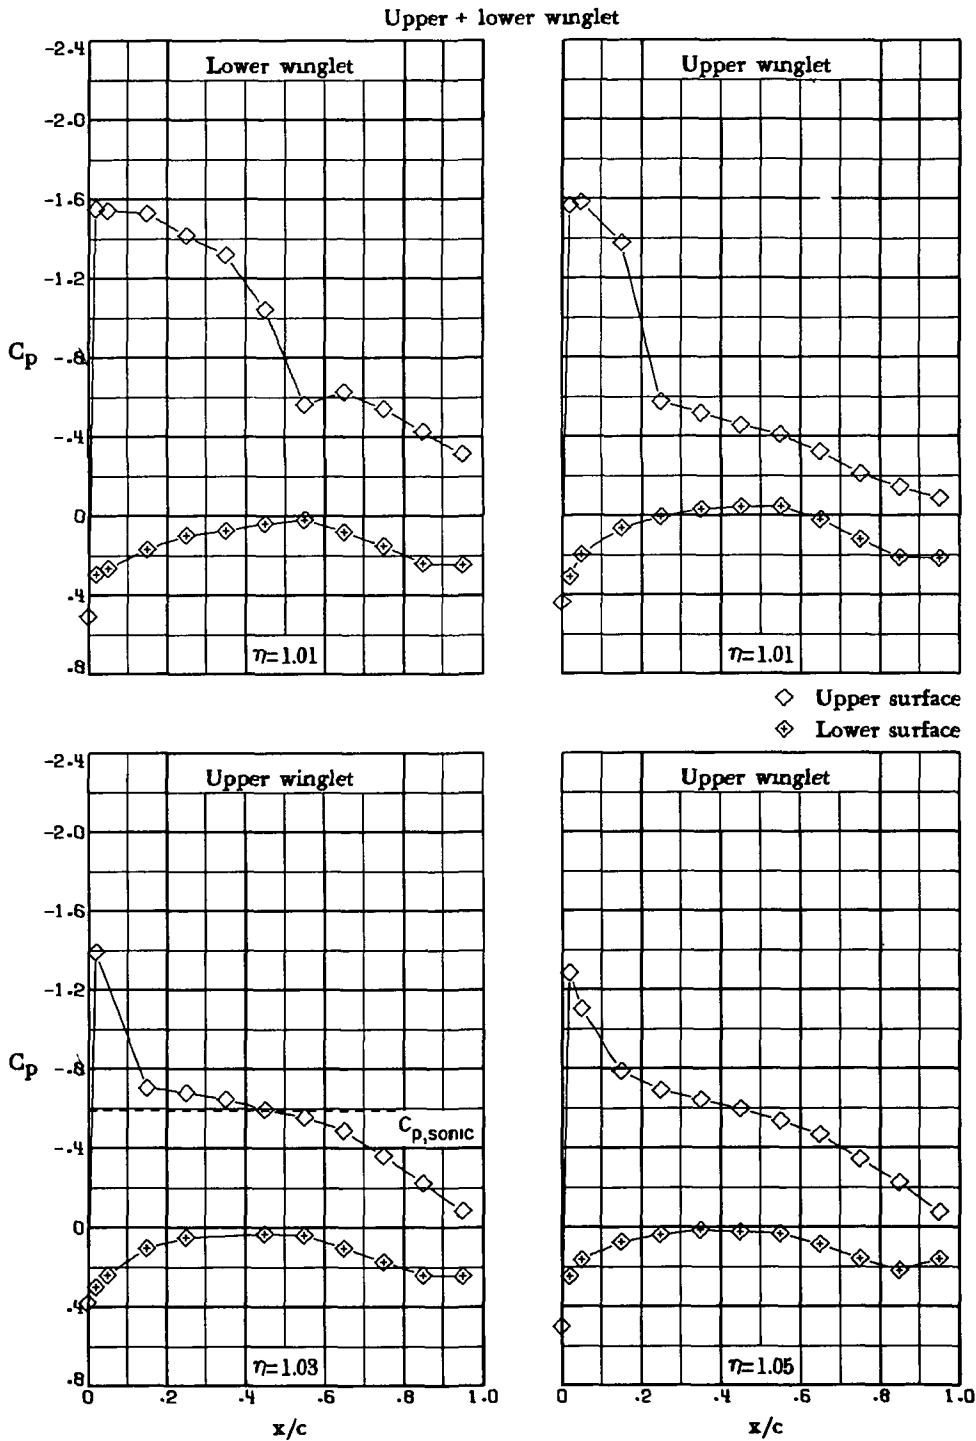 Upper + lower winglet
Lower winglet
-2.4
-2.0
-1.6
-1.2
-.8
-.4
0
.4
.8
Cp
η=1.01
Upper winglet
η=1.01
Upper surface
Lower surface
Upper winglet
-2.4
-2.0
-1.6
-1.2
-.8
-.4
0
.4
.8
Cp
Cp,sonic
η=1.03
0 .2 .4 .6 .8 1.0
x/c
Upper winglet
η=1.05
0 .2 .4 .6 .8 1.0
x/c